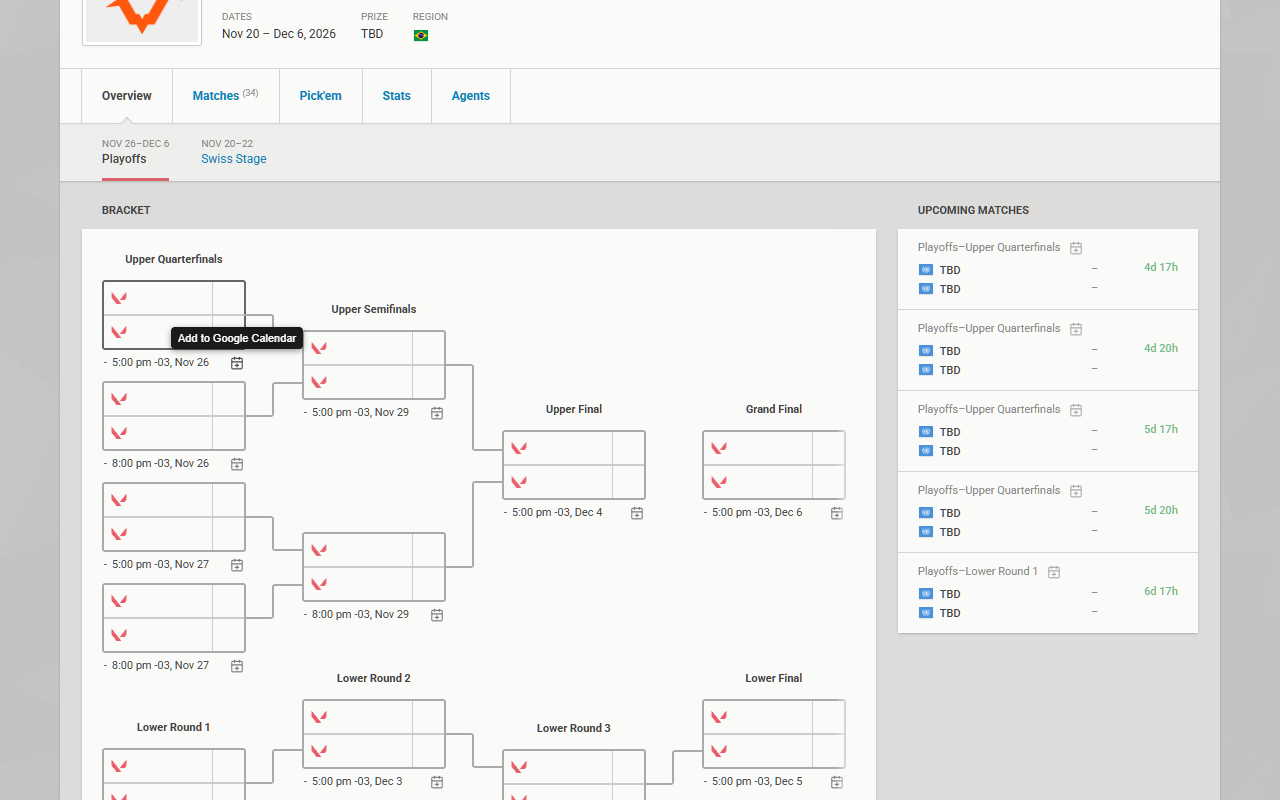 DATES
Nov 20 – Dec 6, 2026
PRIZE
TBD
REGION
Overview
Matches (34)
Pick'em
Stats
Agents
NOV 26–DEC 6
Playoffs
NOV 20–22
Swiss Stage
BRACKET
Upper Quarterfinals
Add to Google Calendar
- 5:00 pm -03, Nov 26
- 8:00 pm -03, Nov 26
- 5:00 pm -03, Nov 27
- 8:00 pm -03, Nov 27
Upper Semifinals
- 5:00 pm -03, Nov 29
- 8:00 pm -03, Nov 29
Upper Final
- 5:00 pm -03, Dec 4
Grand Final
- 5:00 pm -03, Dec 6
Lower Round 1
Lower Round 2
- 5:00 pm -03, Dec 3
Lower Round 3
Lower Final
- 5:00 pm -03, Dec 5
UPCOMING MATCHES
Playoffs–Upper Quarterfinals
TBD –
TBD –
4d 17h
Playoffs–Upper Quarterfinals
TBD –
TBD –
4d 20h
Playoffs–Upper Quarterfinals
TBD –
TBD –
5d 17h
Playoffs–Upper Quarterfinals
TBD –
TBD –
5d 20h
Playoffs–Lower Round 1
TBD –
TBD –
6d 17h